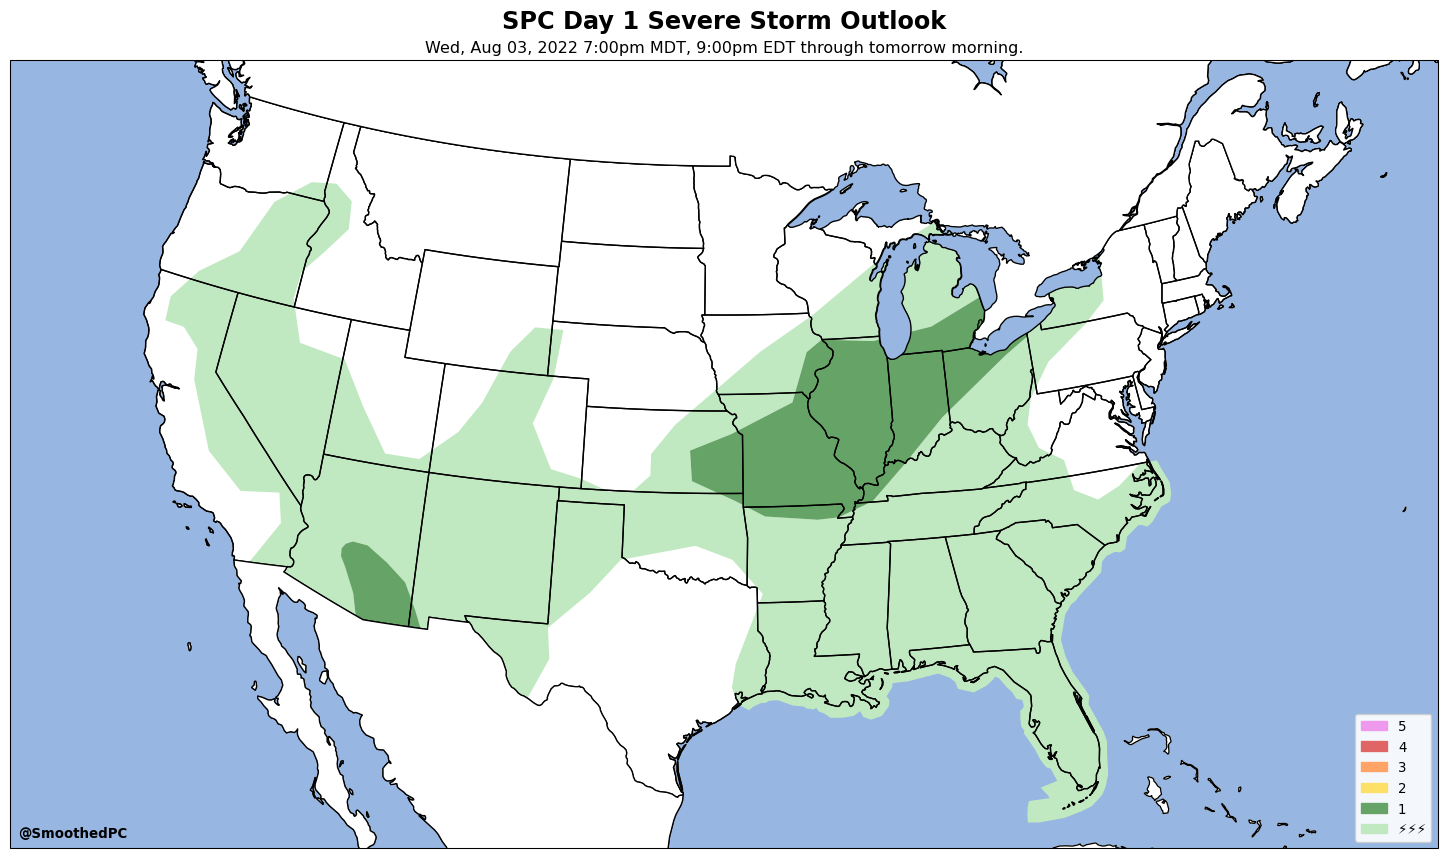 SPC Day 1 Severe Storm Outlook
Wed, Aug 03, 2022 7:00pm MDT, 9:00pm EDT through tomorrow morning.
5
4
3
2
1
⚡⚡⚡
@SmoothedPC